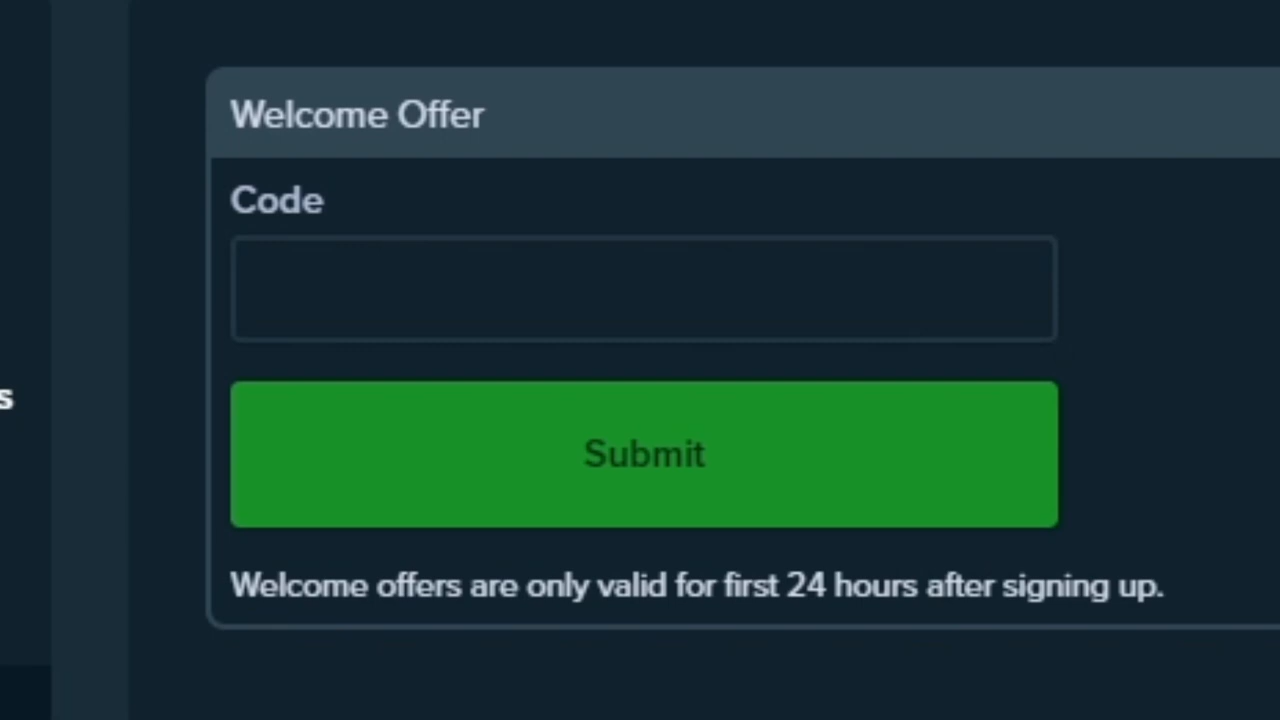 Welcome Offer
Code
s
Submit
Welcome offers are only valid for first 24 hours after signing up.